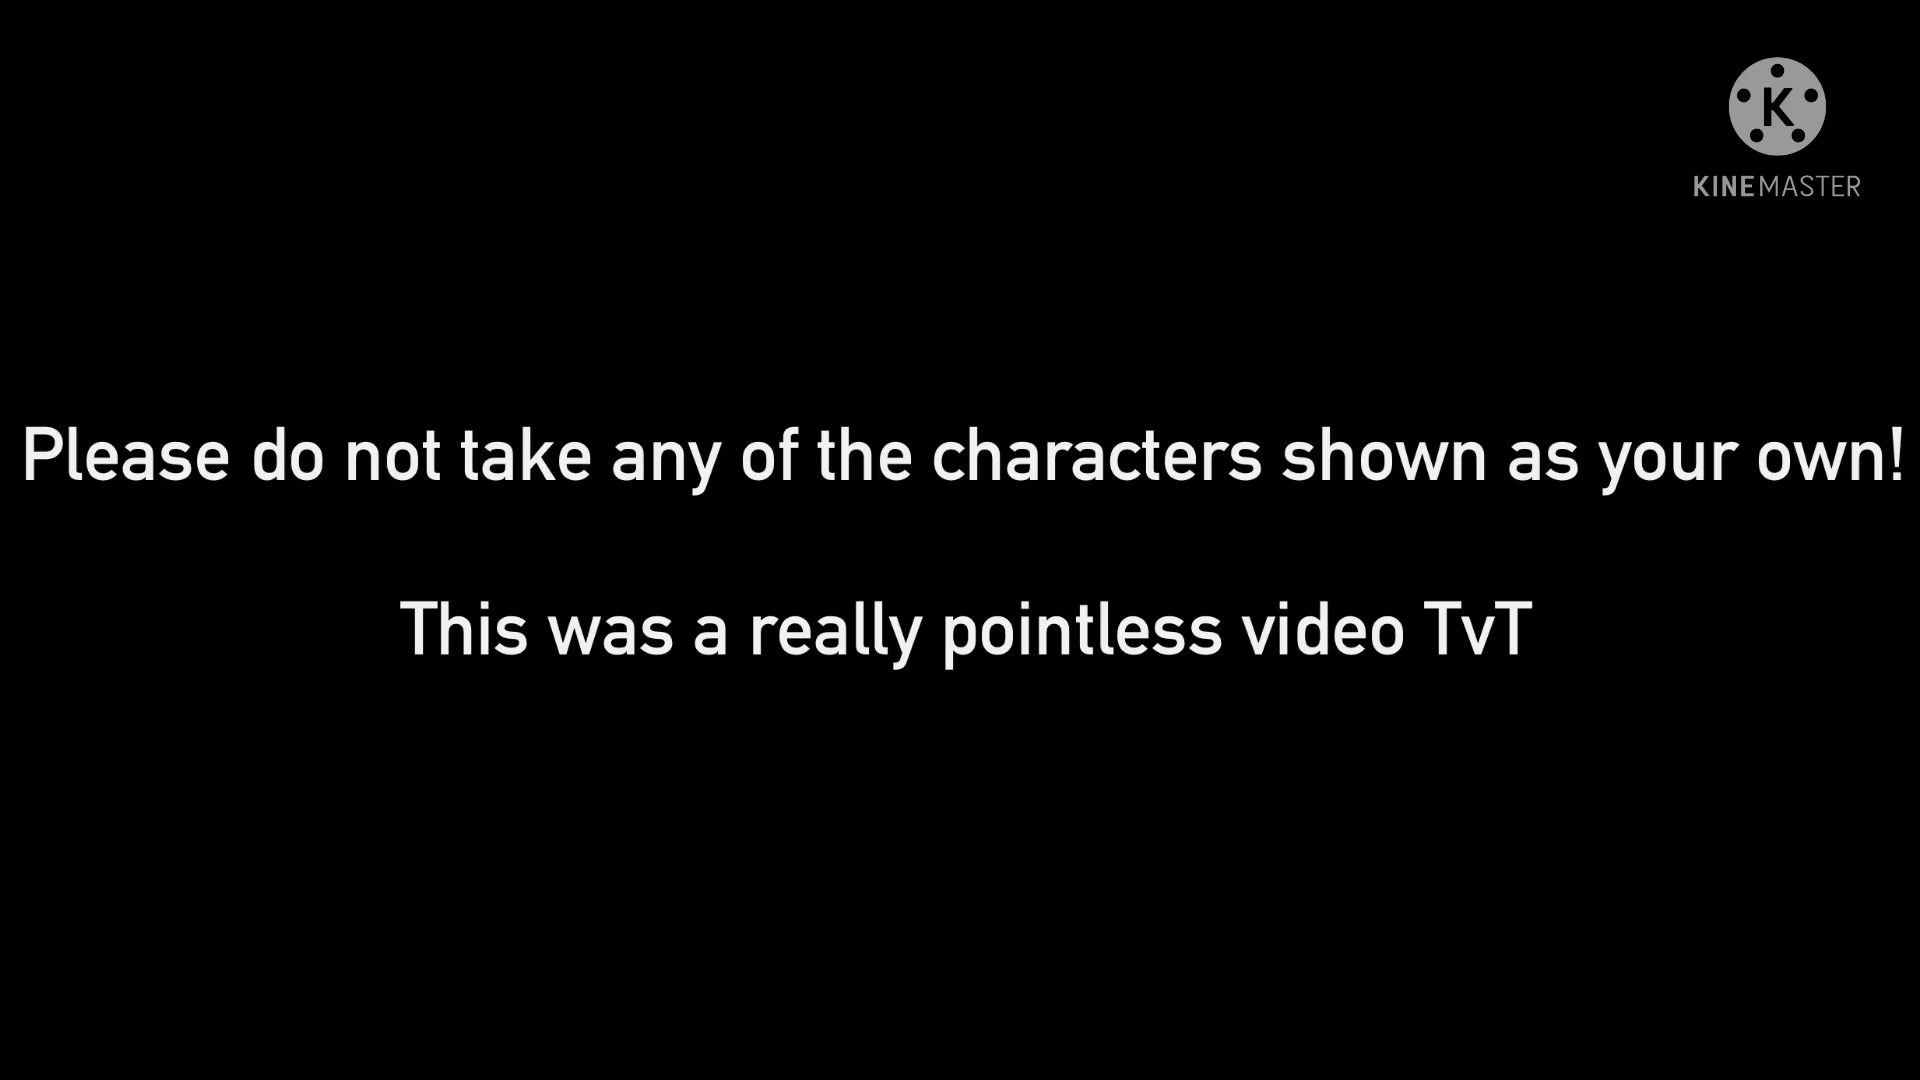 K
KINEMASTER
Please do not take any of the characters shown as your own!
This was a really pointless video TvT